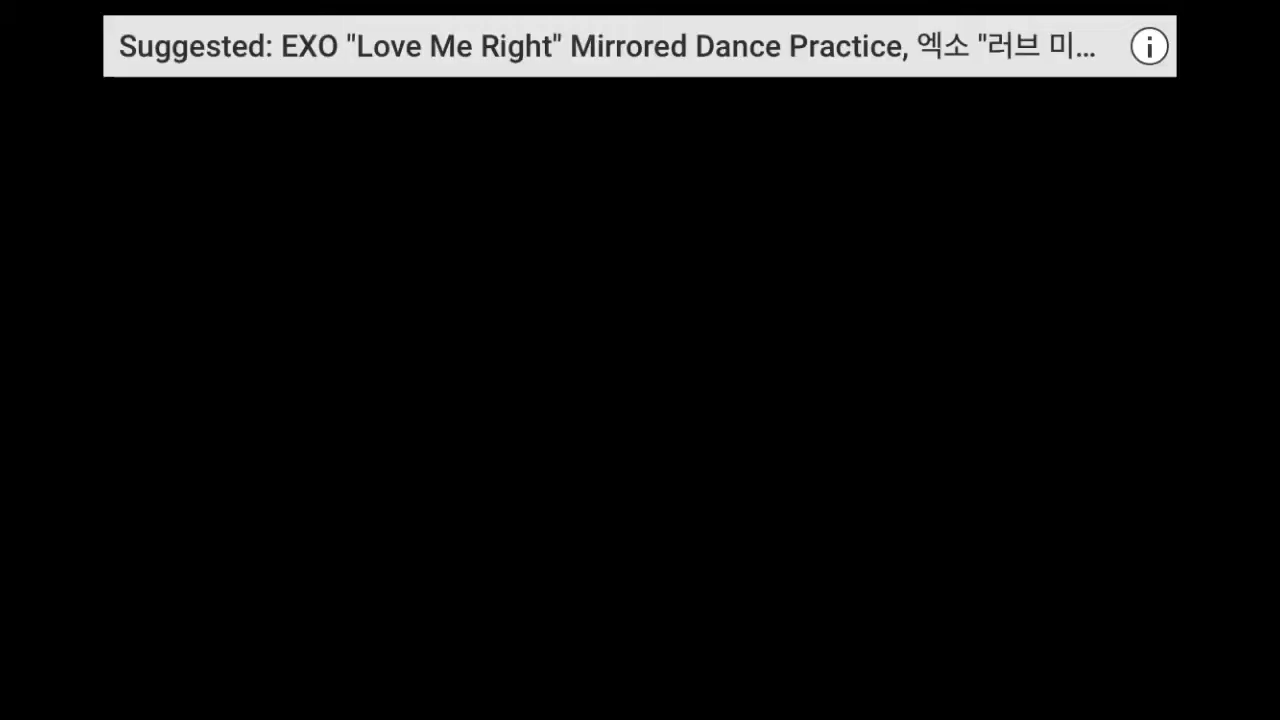 Suggested: EXO "Love Me Right" Mirrored Dance Practice, 엑소 "러브 미...